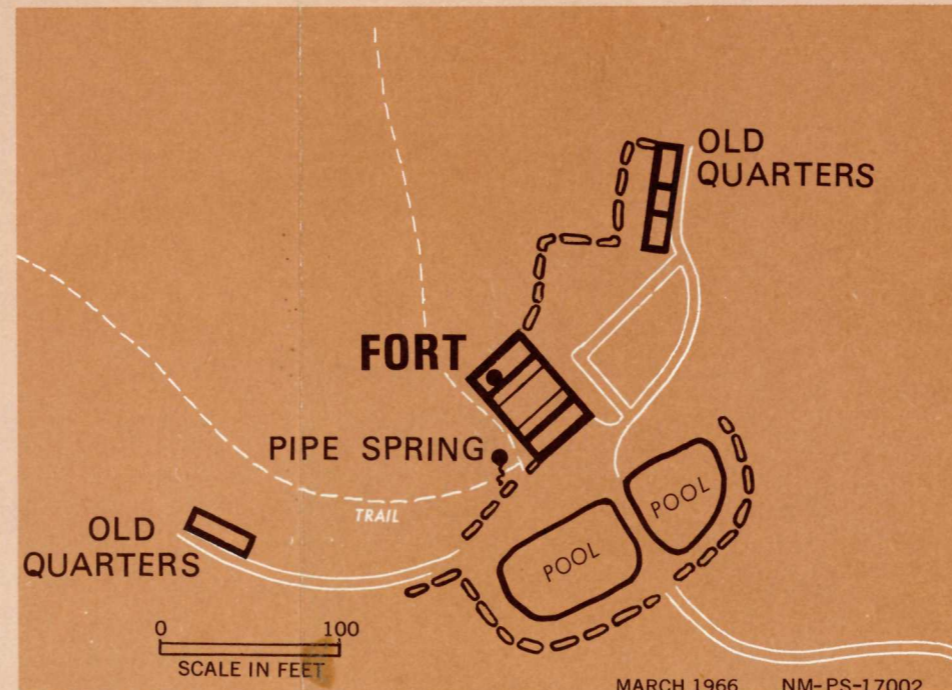 OLD
QUARTERS
FORT
PIPE SPRING
TRAIL
POOL
POOL
OLD
QUARTERS
0 100
SCALE IN FEET
MARCH 1966 NM-PS-17002